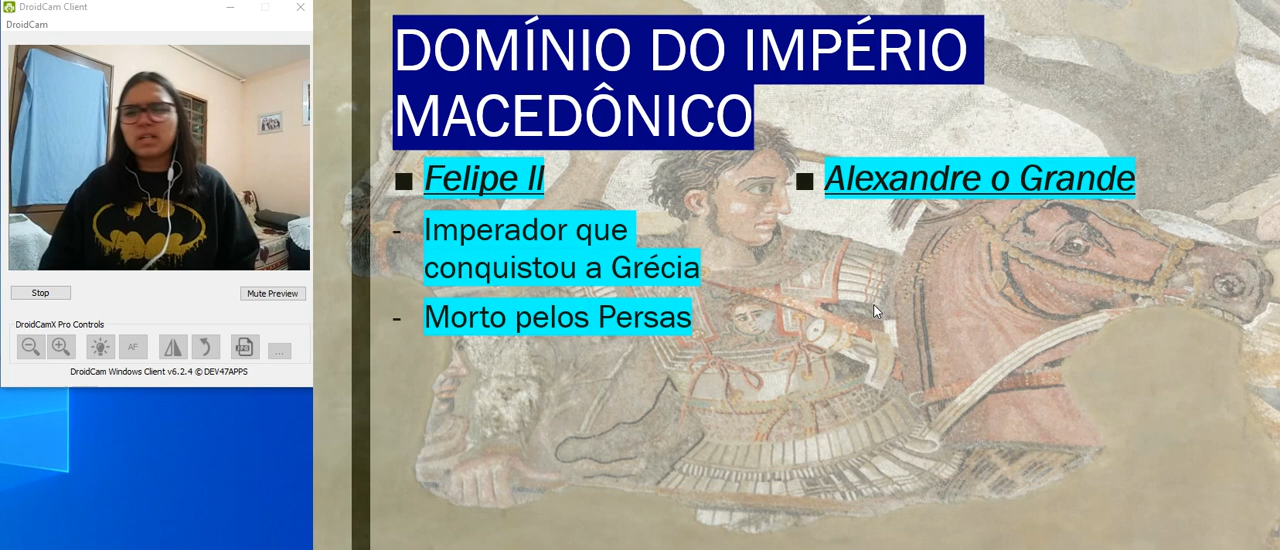 DroidCam Client
DroidCam
Stop
Mute Preview
DroidCamX Pro Controls
AF
...
DroidCam Windows Client v6.2.4 © DEV47APPS
DOMÍNIO DO IMPÉRIO
MACEDÔNICO
■ Felipe II
- Imperador que
conquistou a Grécia
- Morto pelos Persas
■ Alexandre o Grande